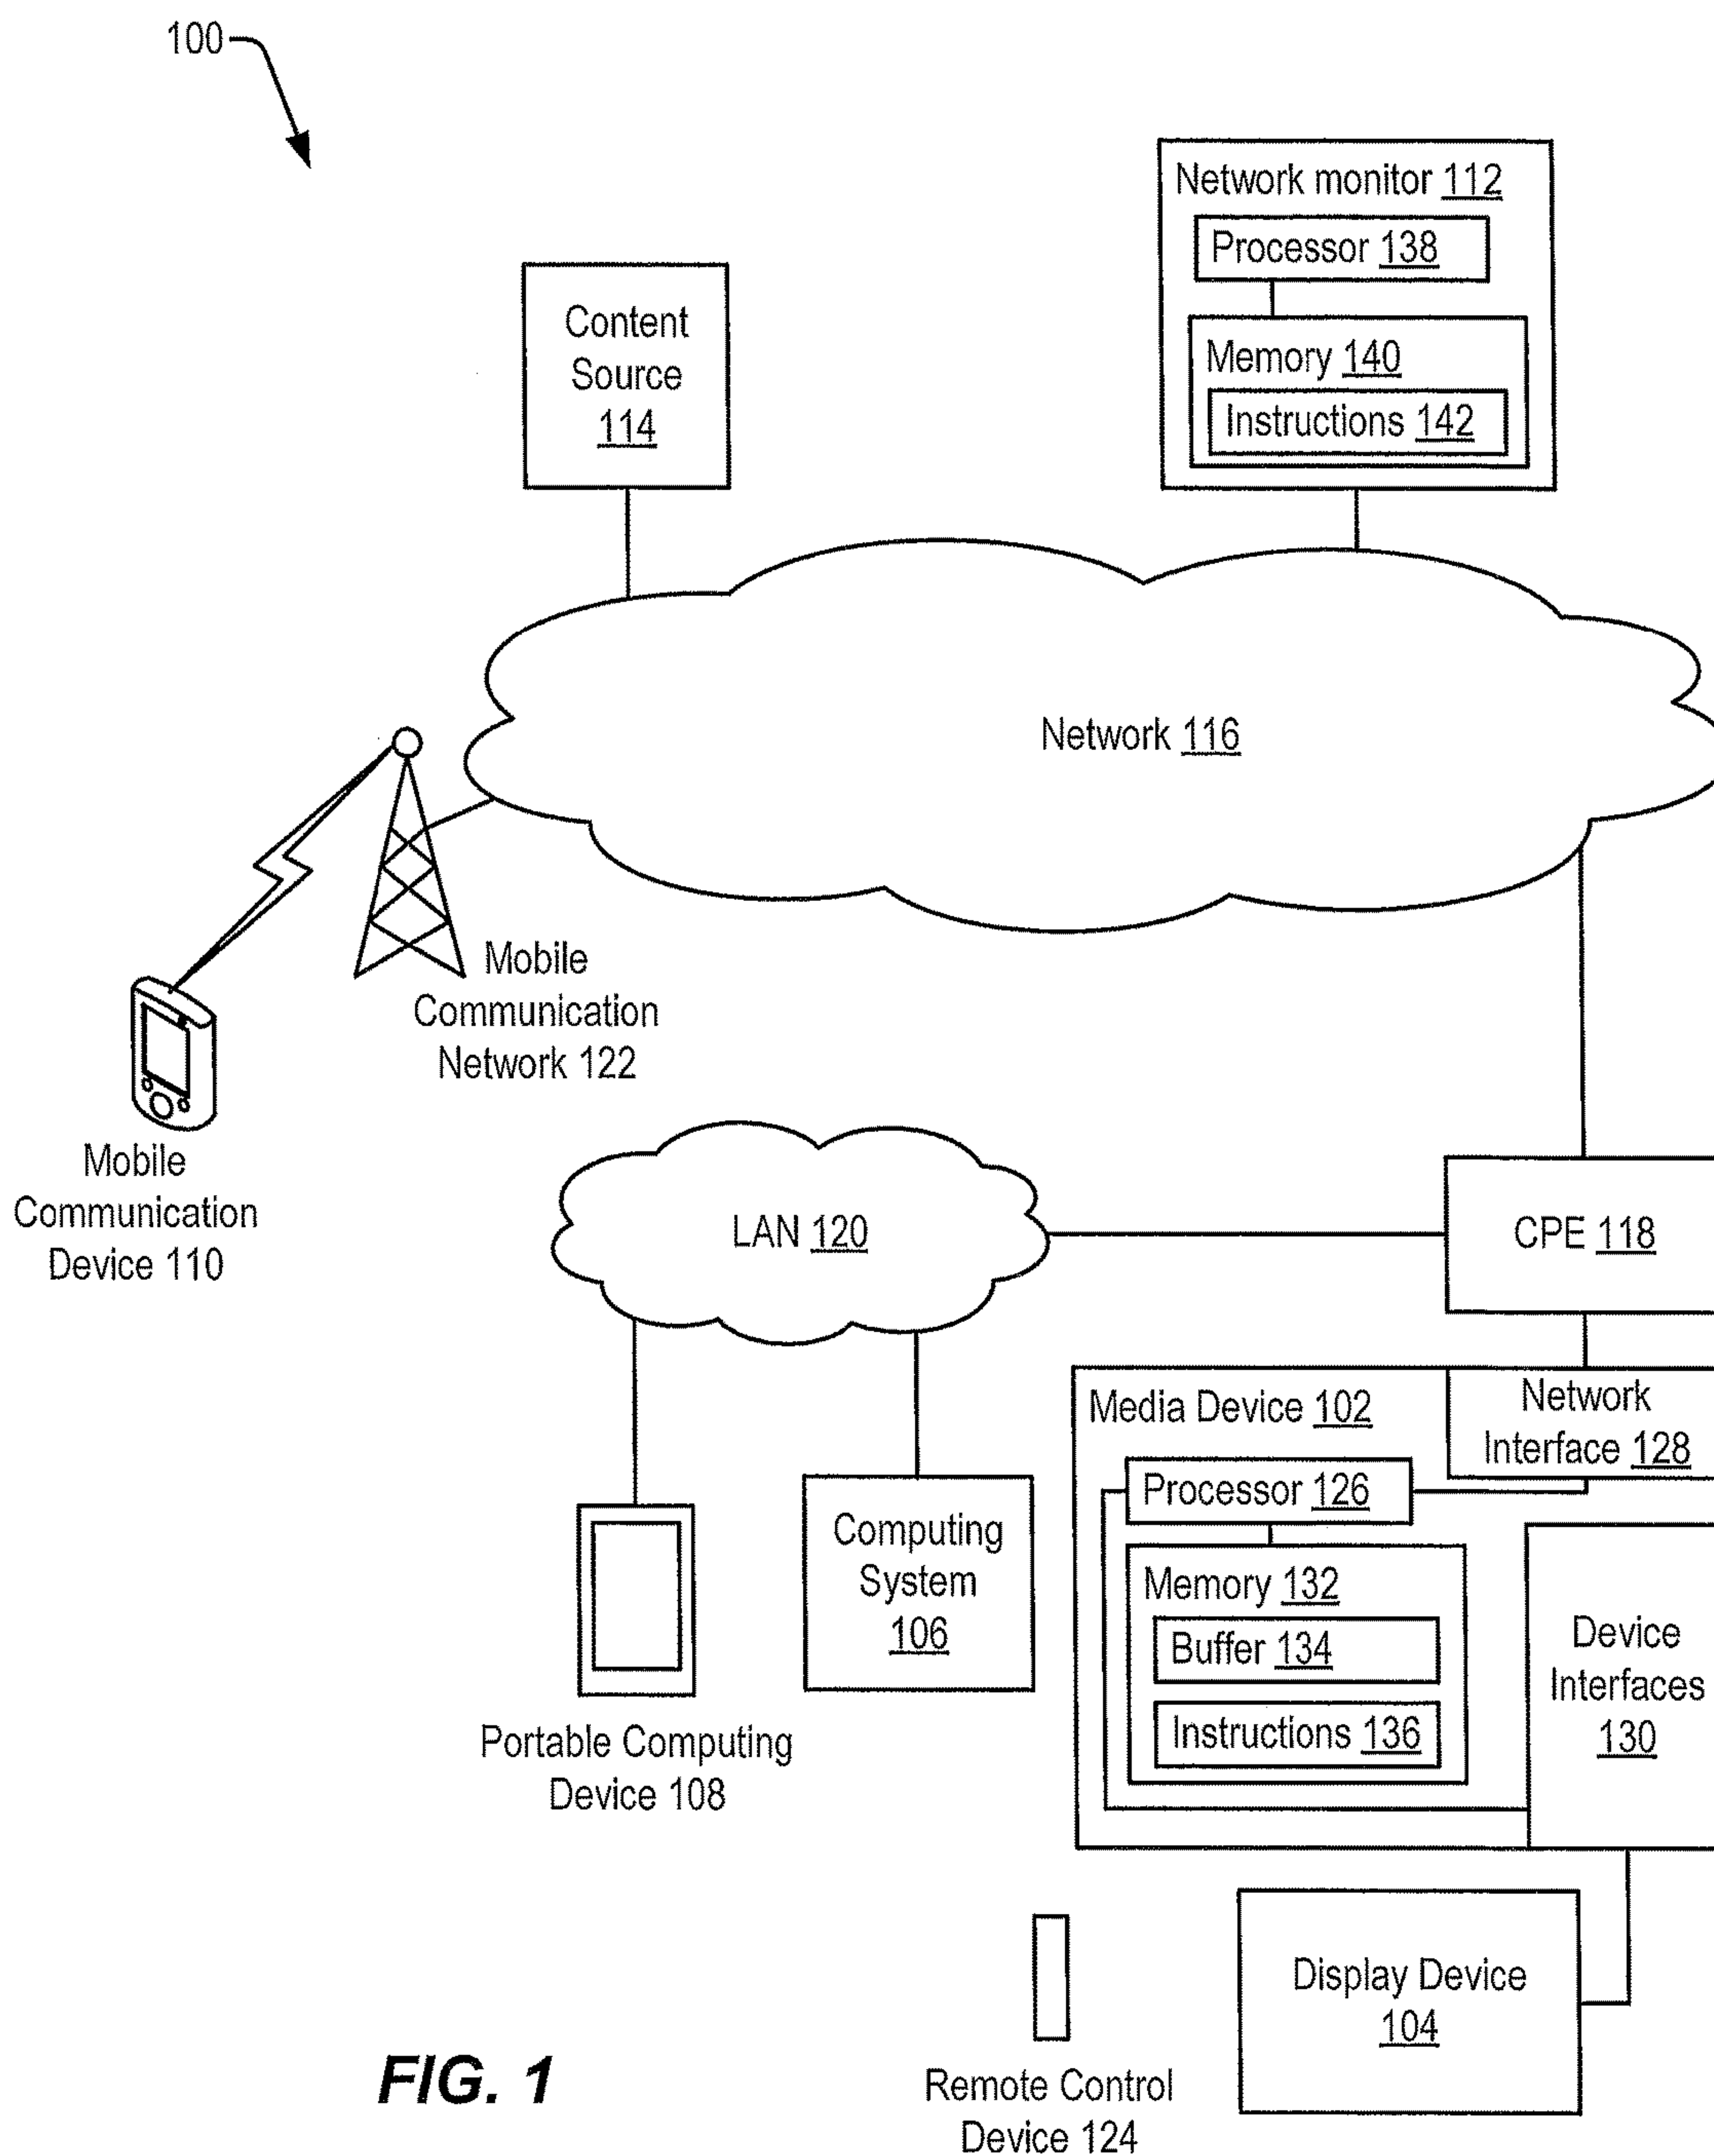 100
Network monitor 112
Processor 138
Memory 140
Instructions 142
Content
Source
114
Network 116
Mobile
Communication
Network 122
Mobile
Communication
Device 110
LAN 120
CPE 118
Media Device 102
Network
Interface 128
Processor 126
Memory 132
Buffer 134
Instructions 136
Device
Interfaces
130
Computing
System
106
Portable Computing
Device 108
Display Device
104
Remote Control
Device 124
FIG. 1